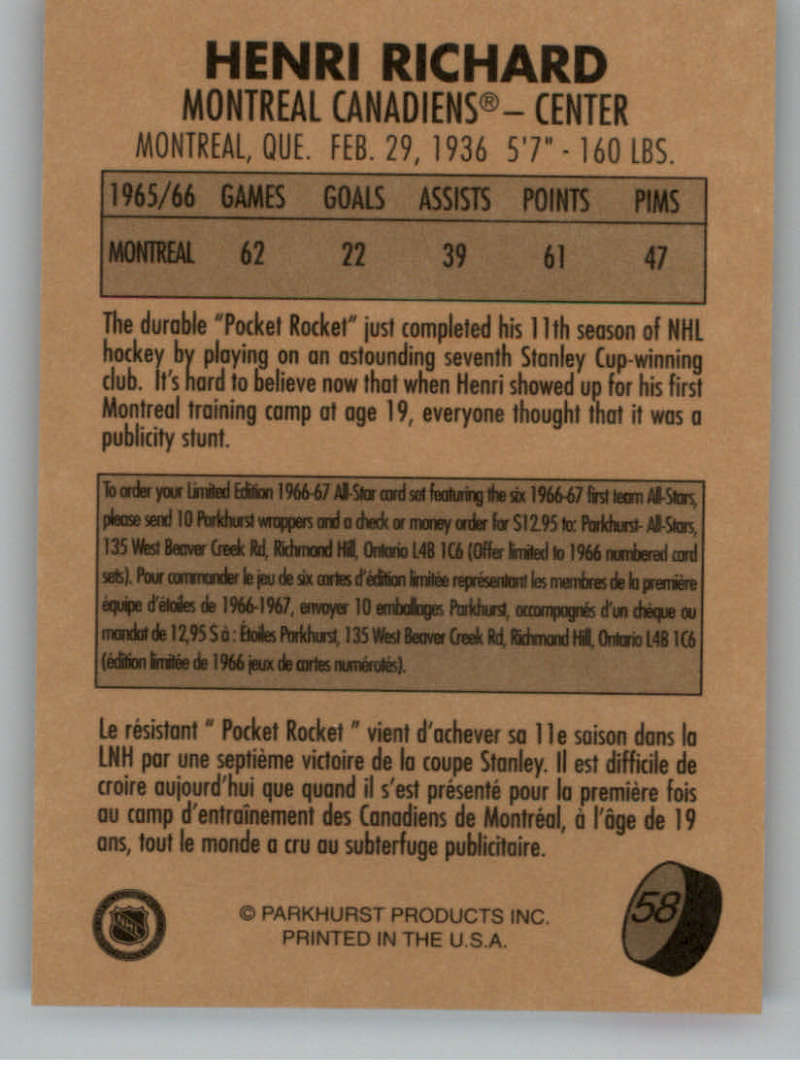 HENRI RICHARD
MONTREAL CANADIENS® – CENTER
MONTREAL, QUE. FEB. 29, 1936 5'7" - 160 LBS.
1965/66 GAMES GOALS ASSISTS POINTS PIMS
MONTREAL 62 22 39 61 47
The durable "Pocket Rocket" just completed his 11th season of NHL
hockey by playing on an astounding seventh Stanley Cup-winning
club. It's hard to believe now that when Henri showed up for his first
Montreal training camp at age 19, everyone thought that it was a
publicity stunt.
To order your Limited Edition 1966-67 All-Star card set featuring the six 1966-67 first team All-Stars,
please send 10 Parkhurst wrappers and a check or money order for $12.95 to: Parkhurst- All-Stars,
135 West Beaver Creek Rd, Richmond Hill, Ontario L4B 1C6 (Offer limited to 1966 numbered card
sets). Pour commander le jeu de six cartes d'édition limitée représentant les membres de la première
équipe d'étoiles de 1966-1967, envoyer 10 emballages Parkhurst, accompagnés d'un chèque ou
mandat de 12,95 $ à : Étoiles Parkhurst, 135 West Beaver Creek Rd, Richmond Hill, Ontario L4B 1C6
(édition limitée de 1966 jeux de cartes numérotés).
Le résistant " Pocket Rocket " vient d'achever sa 11e saison dans la
LNH par une septième victoire de la coupe Stanley. Il est difficile de
croire aujourd'hui que quand il s'est présenté pour la première fois
au camp d'entraînement des Canadiens de Montréal, à l'âge de 19
ans, tout le monde a cru au subterfuge publicitaire.
NHL
© PARKHURST PRODUCTS INC.
PRINTED IN THE U.S.A.
58